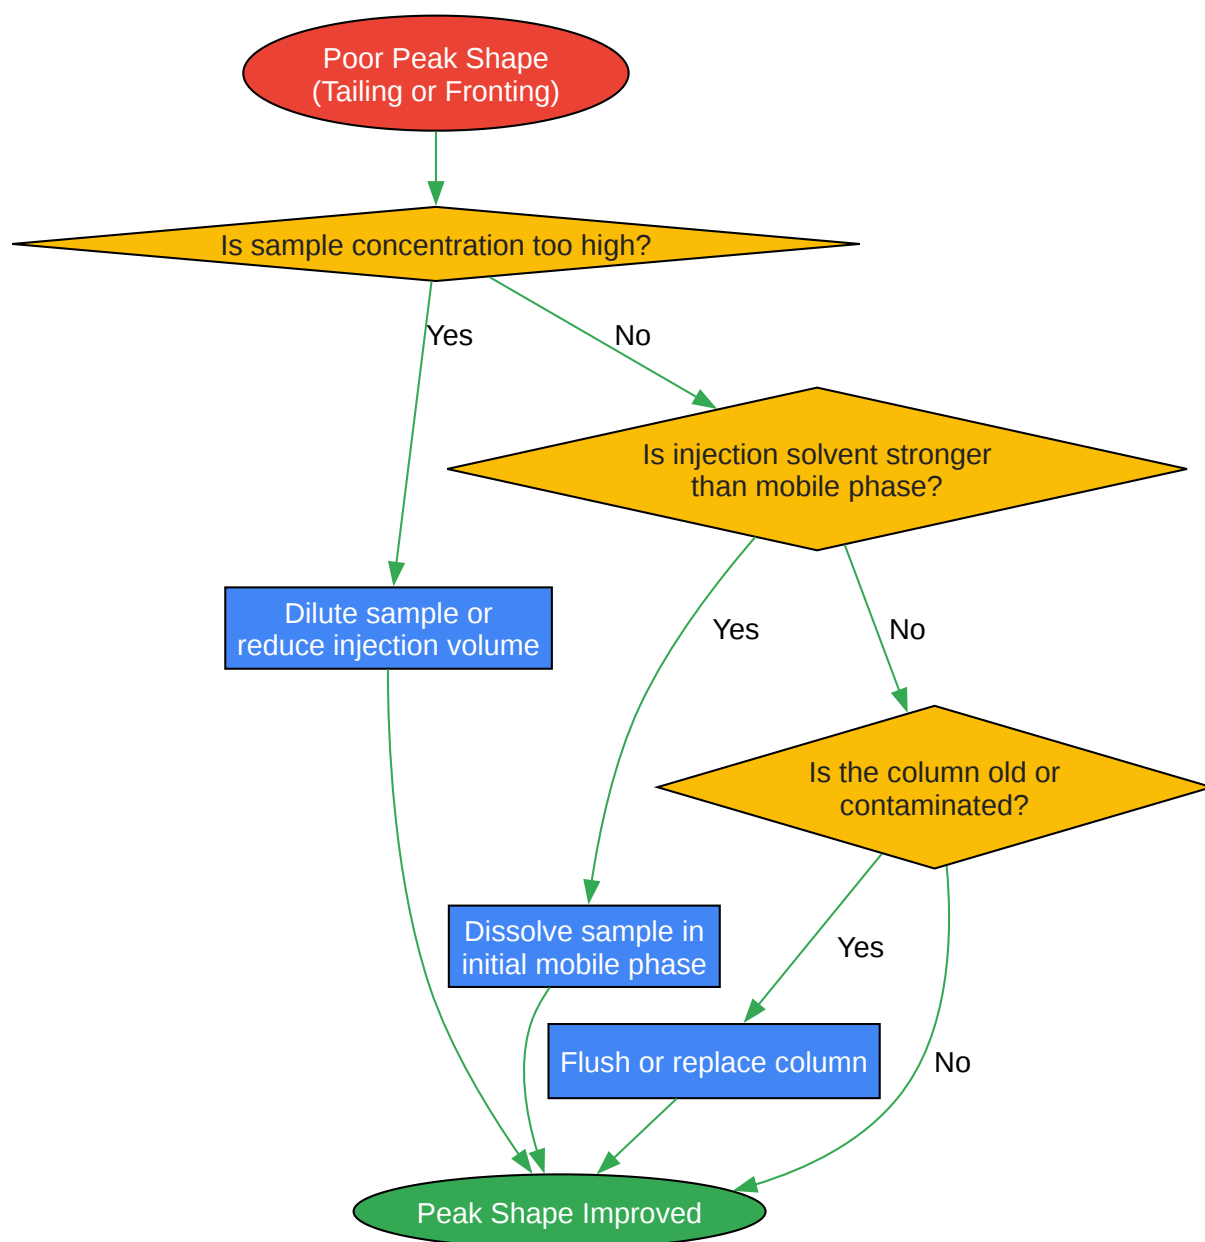 Poor Peak Shape
(Tailing or Fronting)
Is sample concentration too high?
Yes
No
Is injection solvent stronger
than mobile phase?
Dilute sample or
reduce injection volume
Yes
No
Is the column old or
contaminated?
Dissolve sample in
initial mobile phase
Yes
Flush or replace column
No
Peak Shape Improved